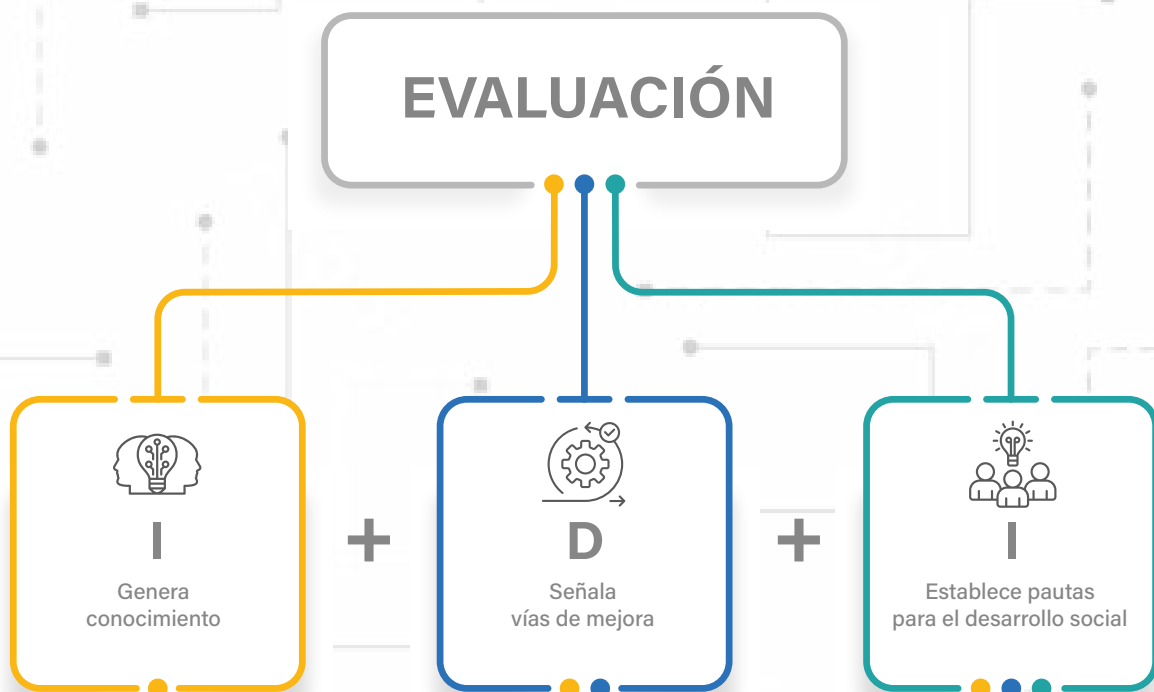 EVALUACIÓN
I
Genera
conocimiento
+
D
Señala
vías de mejora
+
I
Establece pautas
para el desarrollo social